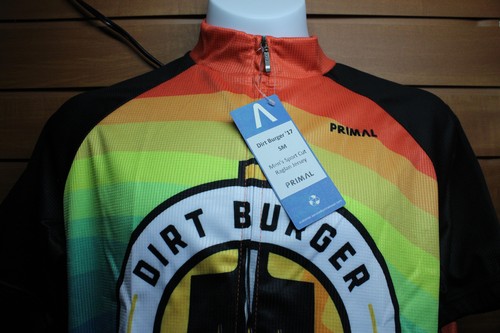 PRIMAL
Dirt Burger '17
SM
Men's Sport Cut
Raglan Jersey
PRIMAL
DIRT BURGER